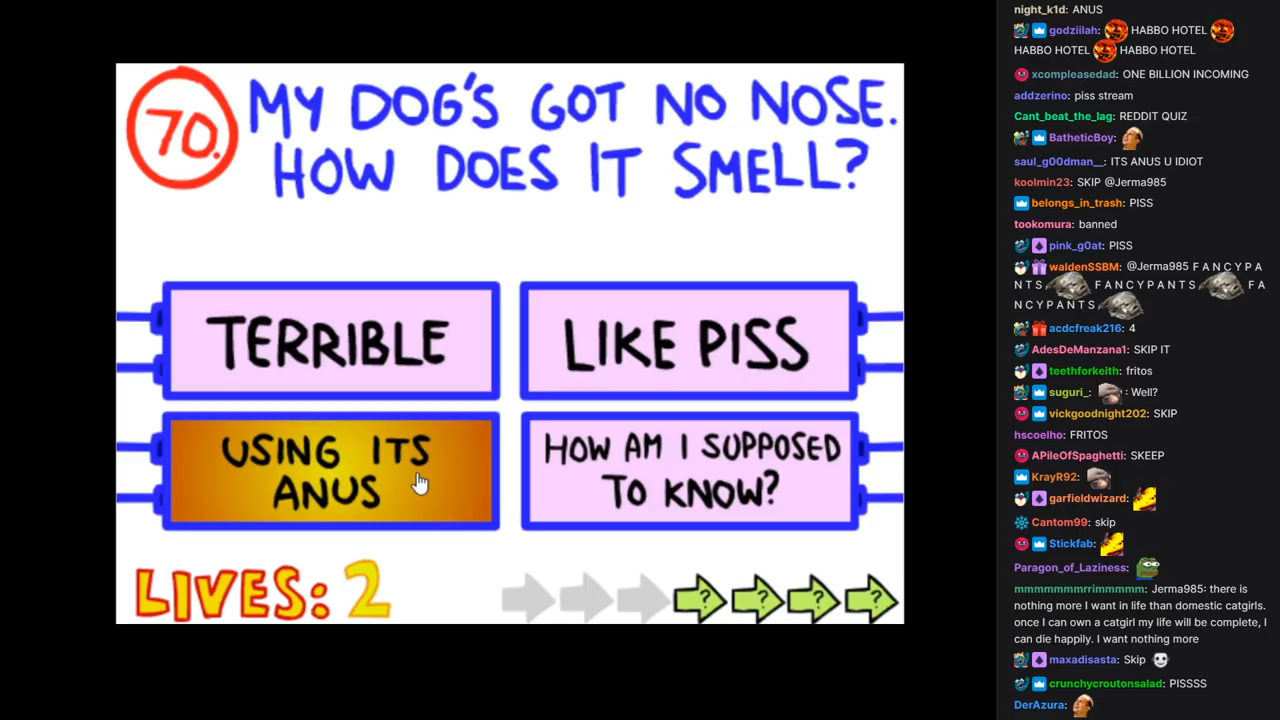 70.
MY DOG'S GOT NO NOSE.
HOW DOES IT SMELL?
TERRIBLE
LIKE PISS
USING ITS
ANUS
HOW AM I SUPPOSED
TO KNOW?
LIVES: 2
? ? ? ?
night_k1d: ANUS
godziilah: HABBO HOTEL
HABBO HOTEL HABBO HOTEL
xcompleasedad: ONE BILLION INCOMING
addzerino: piss stream
Cant_beat_the_lag: REDDIT QUIZ
BatheticBoy:
saul_g00dman__: ITS ANUS U IDIOT
koolmin23: SKIP @Jerma985
belongs_in_trash: PISS
tookomura: banned
pink_g0at: PISS
waldenSSBM: @Jerma985 F A N C Y P A
N T S F A N C Y P A N T S F A
N C Y P A N T S
acdcfreak216: 4
AdesDeManzana1: SKIP IT
teethforkeith: fritos
suguri_: : Well?
vickgoodnight202: SKIP
hscoelho: FRITOS
APileOfSpaghetti: SKEEP
KrayR92:
garfieldwizard:
Cantom99: skip
Stickfab:
Paragon_of_Laziness:
mmmmmmmrrimmmmm: Jerma985: there is
nothing more I want in life than domestic catgirls.
once I can own a catgirl my life will be complete, I
can die happily. I want nothing more
maxadisasta: Skip
crunchycroutonsalad: PISSSS
DerAzura: